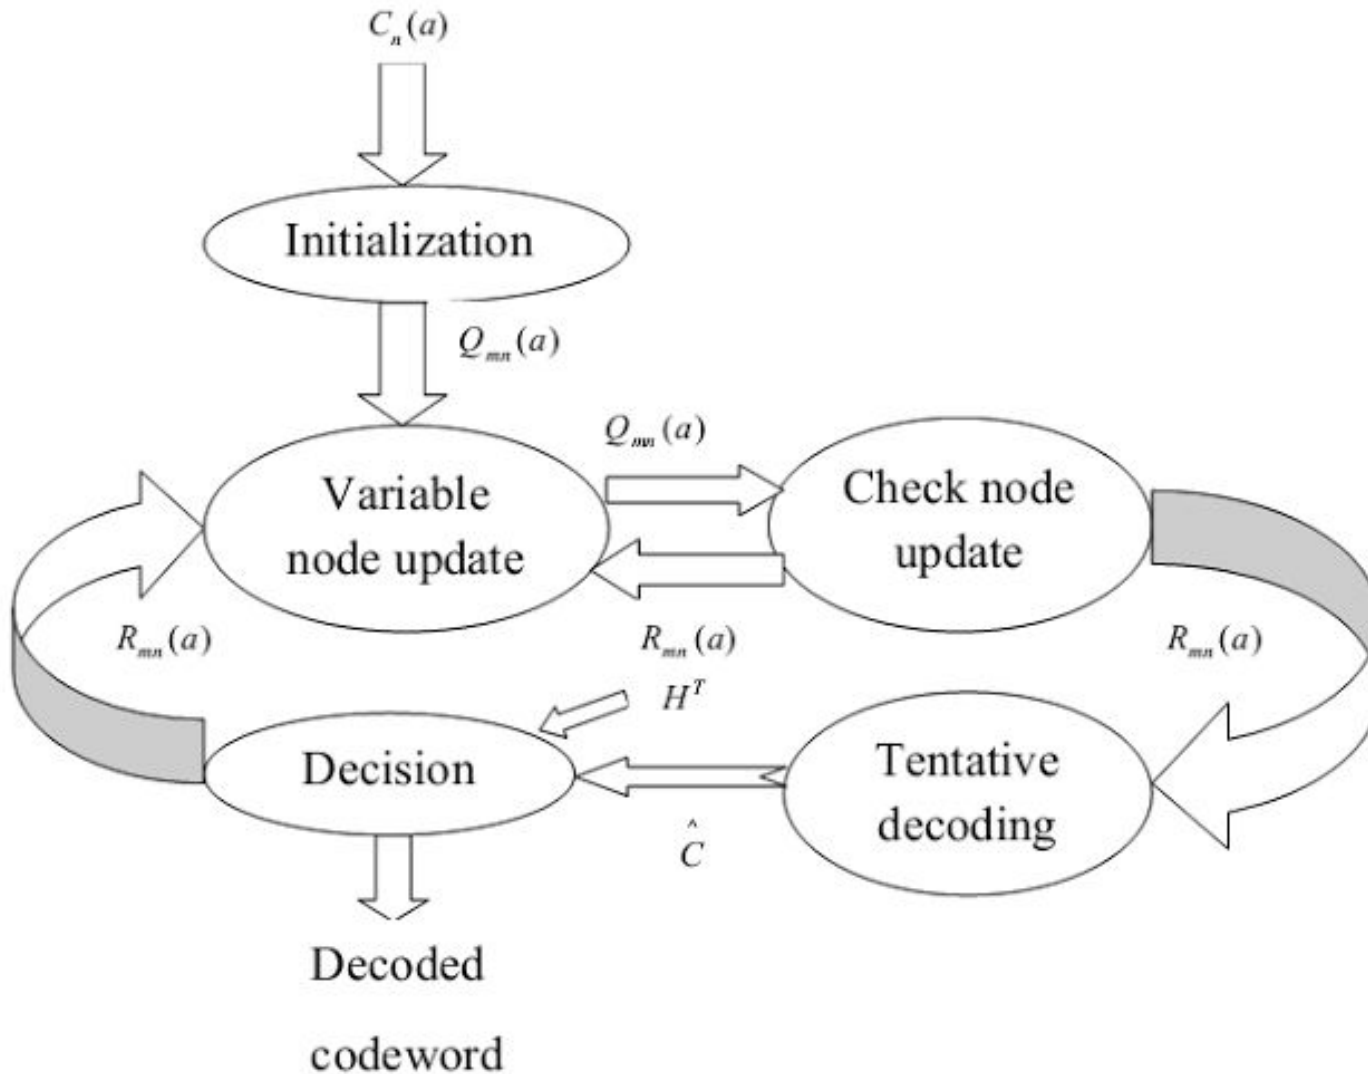 C_n(a)
Initialization
Q_mn(a)
Q_mn(a)
Variable
node update
Check node
update
R_mn(a)
R_mn(a)
R_mn(a)
H^T
Decision
Tentative
decoding
Ĉ
Decoded
codeword